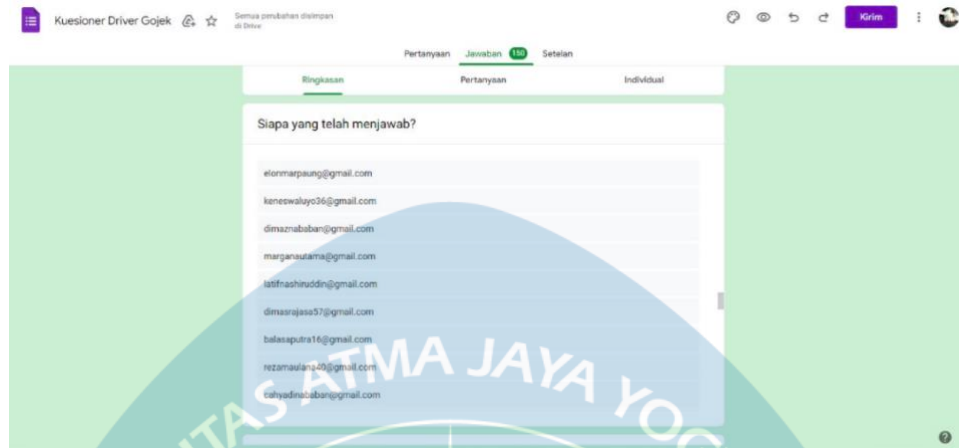 Kuesioner Driver Gojek
Semua perubahan disimpan
di Drive
Kirim
Pertanyaan Jawaban 150 Setelan
Ringkasan Pertanyaan Individual
Siapa yang telah menjawab?
elonmarpaung@gmail.com
keneswaluyo36@gmail.com
dimaznababan@gmail.com
marganautama@gmail.com
latifnashiruddin@gmail.com
dimasrajasa57@gmail.com
balasaputra16@gmail.com
rezamaulana40@gmail.com
cahyadinababan@gmail.com
TAS ATMA JAYA YOG